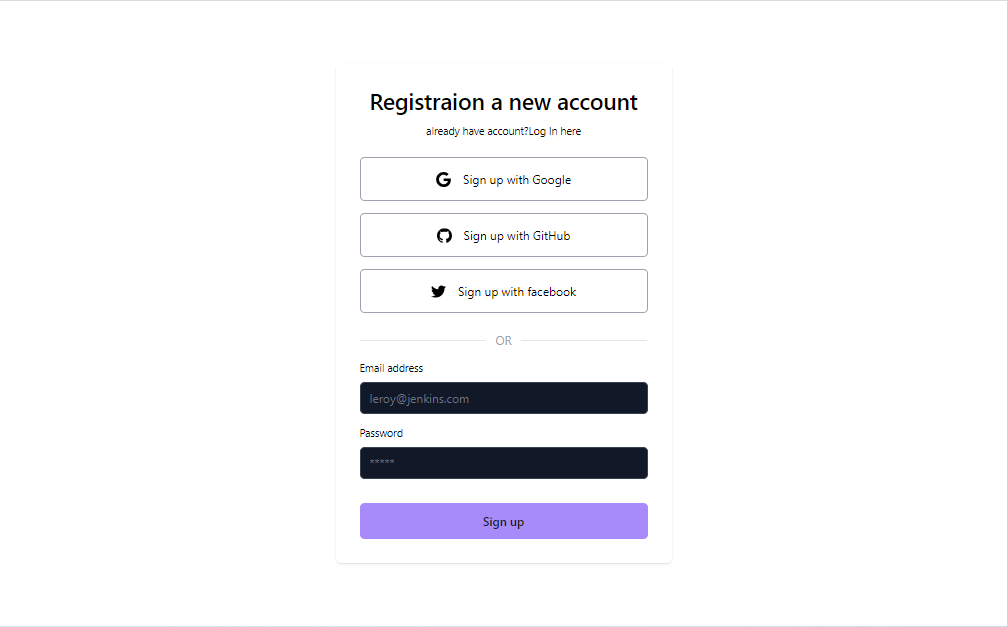 Registraion a new account
already have account?Log In here
Sign up with Google
Sign up with GitHub
Sign up with facebook
OR
Email address
leroy@jenkins.com
Password
*****
Sign up